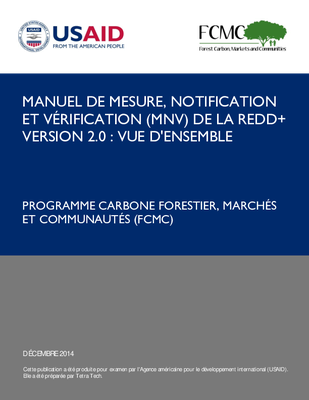 USAID
FROM THE AMERICAN PEOPLE
FCMC
Forest Carbon, Markets and Communities
MANUEL DE MESURE, NOTIFICATION
ET VÉRIFICATION (MNV) DE LA REDD+
VERSION 2.0 : VUE D'ENSEMBLE
PROGRAMME CARBONE FORESTIER, MARCHÉS
ET COMMUNAUTÉS (FCMC)
DÉCEMBRE 2014
Cette publication a été produite pour examen par l'Agence américaine pour le développement international (USAID).
Elle a été préparée par Tetra Tech.